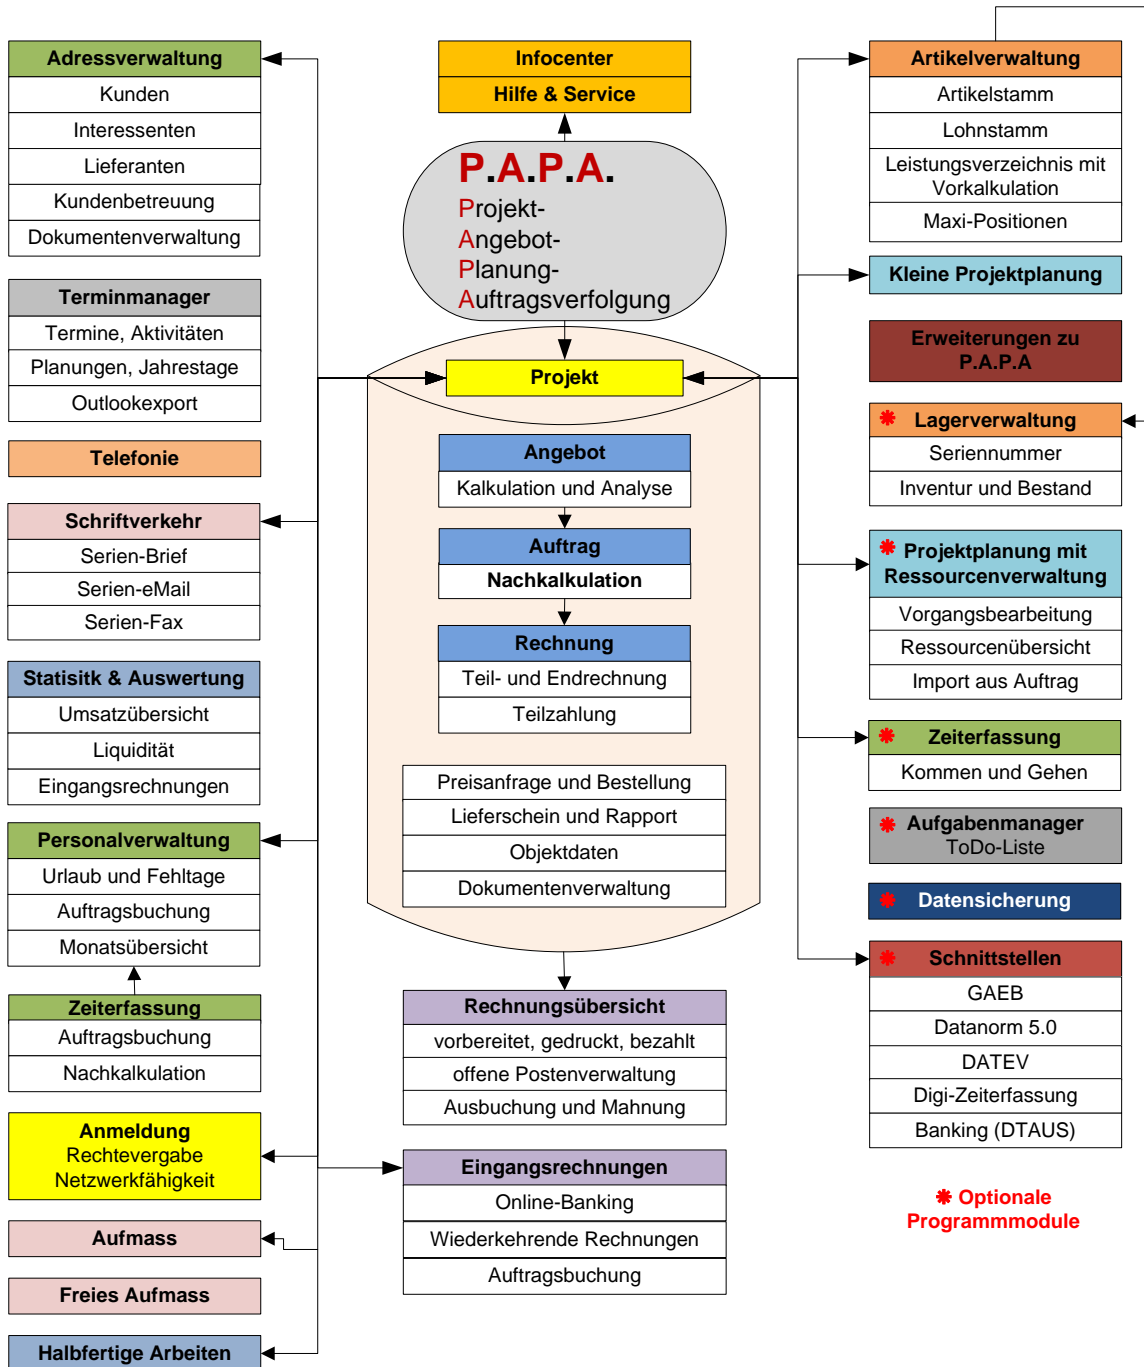 Adressverwaltung
Kunden
Interessenten
Lieferanten
Kundenbetreuung
Dokumentenverwaltung
Terminmanager
Termine, Aktivitäten
Planungen, Jahrestage
Outlookexport
Telefonie
Schriftverkehr
Serien-Brief
Serien-eMail
Serien-Fax
Statisitk & Auswertung
Umsatzübersicht
Liquidität
Eingangsrechnungen
Personalverwaltung
Urlaub und Fehltage
Auftragsbuchung
Monatsübersicht
Zeiterfassung
Auftragsbuchung
Nachkalkulation
Anmeldung
Rechtevergabe
Netzwerkfähigkeit
Aufmass
Freies Aufmass
Halbfertige Arbeiten
Infocenter
Hilfe & Service
P.A.P.A.
Projekt-
Angebot-
Planung-
Auftragsverfolgung
Projekt
Angebot
Kalkulation und Analyse
Auftrag
Nachkalkulation
Rechnung
Teil- und Endrechnung
Teilzahlung
Preisanfrage und Bestellung
Lieferschein und Rapport
Objektdaten
Dokumentenverwaltung
Rechnungsübersicht
vorbereitet, gedruckt, bezahlt
offene Postenverwaltung
Ausbuchung und Mahnung
Eingangsrechnungen
Online-Banking
Wiederkehrende Rechnungen
Auftragsbuchung
Artikelverwaltung
Artikelstamm
Lohnstamm
Leistungsverzeichnis mit
Vorkalkulation
Maxi-Positionen
Kleine Projektplanung
Erweiterungen zu
P.A.P.A
Lagerverwaltung
Seriennummer
Inventur und Bestand
Projektplanung mit
Ressourcenverwaltung
Vorgangsbearbeitung
Ressourcenübersicht
Import aus Auftrag
Zeiterfassung
Kommen und Gehen
Aufgabenmanager
ToDo-Liste
Datensicherung
Schnittstellen
GAEB
Datanorm 5.0
DATEV
Digi-Zeiterfassung
Banking (DTAUS)
Optionale
Programmmodule